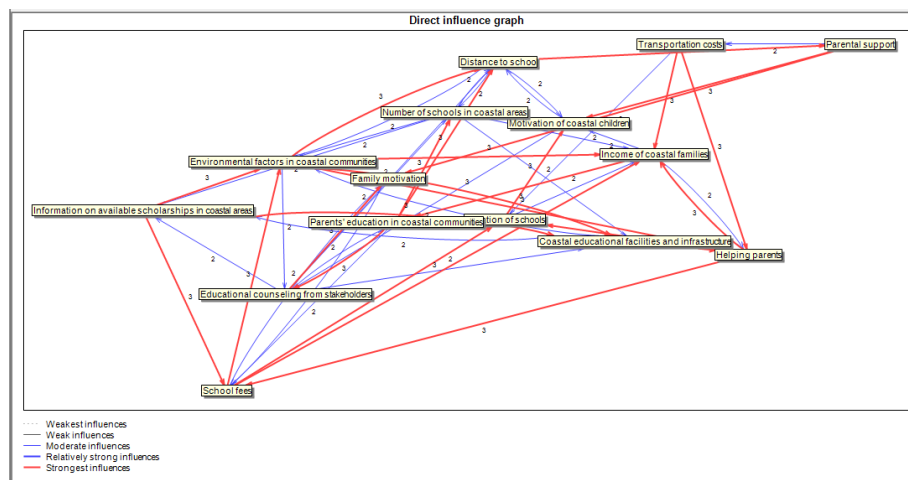 Direct influence graph
Transportation costs
Parental support
Distance to school
Number of schools in coastal areas
Motivation of coastal children
Income of coastal families
Environmental factors in coastal communities
Family motivation
Information on available scholarships in coastal areas
Parents' education in coastal communities
tion of schools
Coastal educational facilities and infrastructure
Helping parents
Educational counseling from stakeholders
School fees
Weakest influences
Weak influences
Moderate influences
Relatively strong influences
Strongest influences